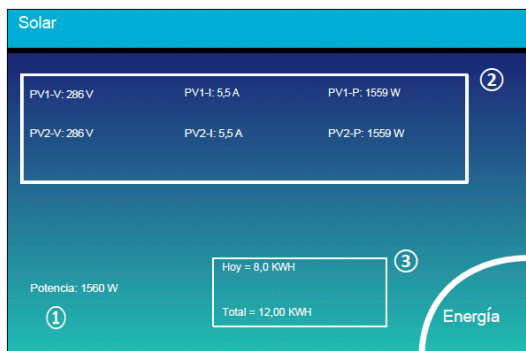 Solar
②
PV1-V: 286 V PV1-I: 5,5 A PV1-P: 1559 W
PV2-V: 286 V PV2-I: 5,5 A PV2-P: 1559 W
③
Hoy = 8,0 KWH
Potencia: 1560 W
Total = 12,00 KWH
①
Energía